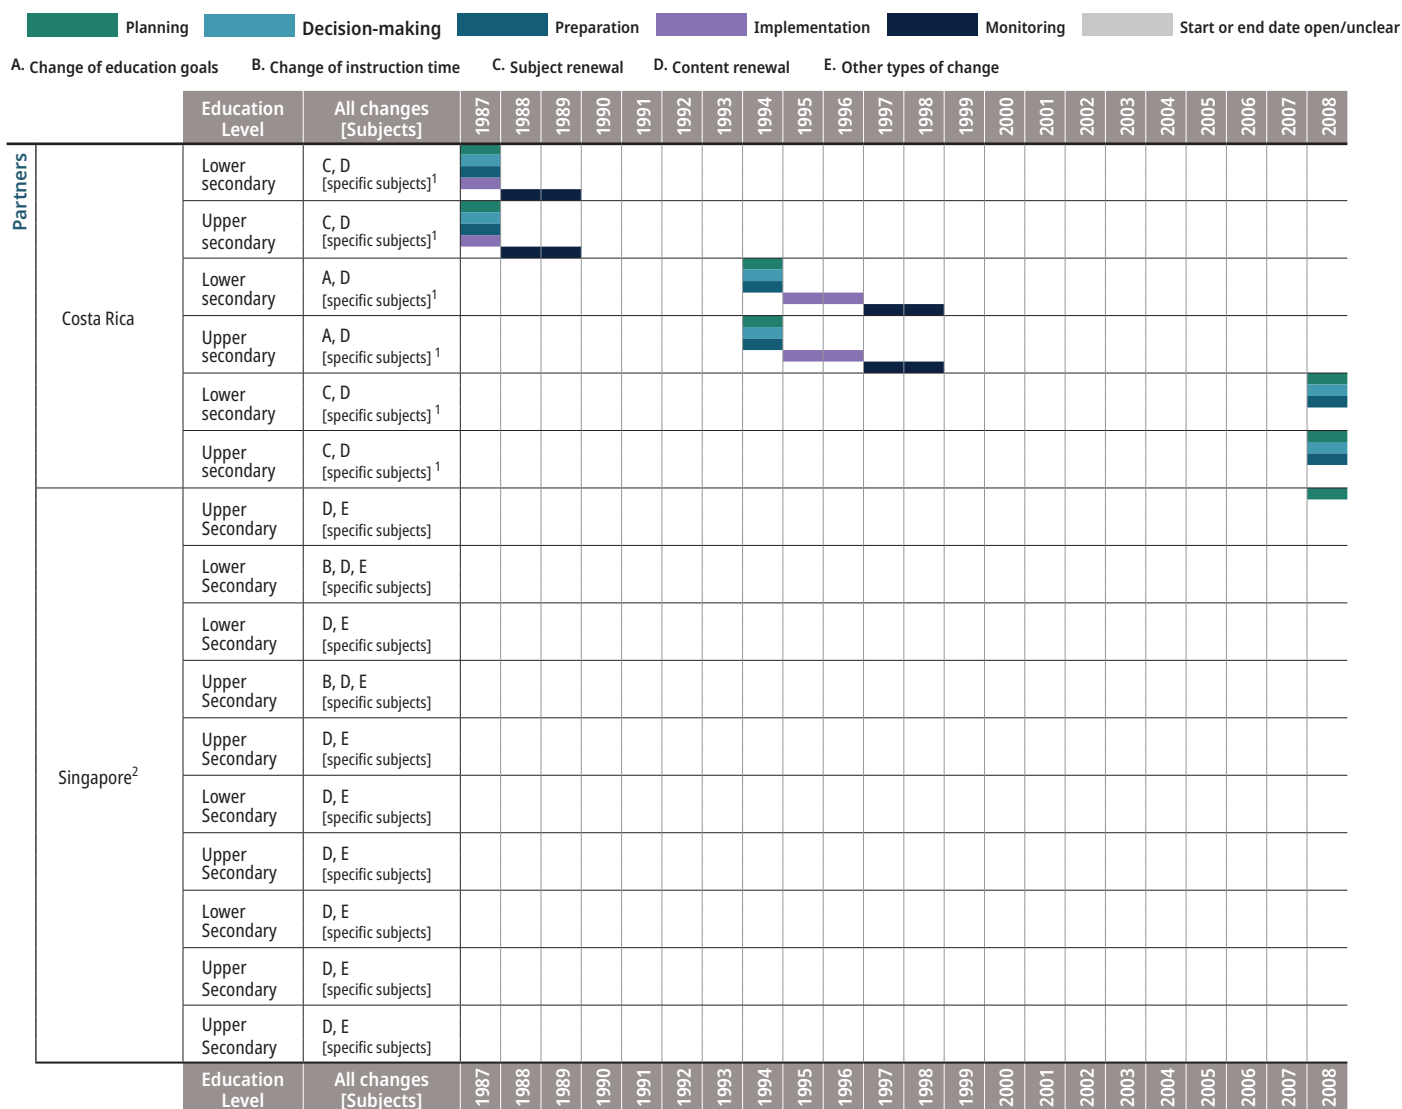 Planning Decision-making Preparation Implementation Monitoring Start or end date open/unclear
A. Change of education goals B. Change of instruction time C. Subject renewal D. Content renewal E. Other types of change
Education Level All changes [Subjects] 1987 1988 1989 1990 1991 1992 1993 1994 1995 1996 1997 1998 1999 2000 2001 2002 2003 2004 2005 2006 2007 2008
Partners
Costa Rica
Lower secondary C, D [specific subjects]1
Upper secondary C, D [specific subjects]1
Lower secondary A, D [specific subjects]1
Upper secondary A, D [specific subjects] 1
Lower secondary C, D [specific subjects] 1
Upper secondary C, D [specific subjects] 1
Singapore2
Upper Secondary D, E [specific subjects]
Lower Secondary B, D, E [specific subjects]
Lower Secondary D, E [specific subjects]
Upper Secondary B, D, E [specific subjects]
Upper Secondary D, E [specific subjects]
Lower Secondary D, E [specific subjects]
Upper Secondary D, E [specific subjects]
Lower Secondary D, E [specific subjects]
Upper Secondary D, E [specific subjects]
Upper Secondary D, E [specific subjects]
Education Level All changes [Subjects] 1987 1988 1989 1990 1991 1992 1993 1994 1995 1996 1997 1998 1999 2000 2001 2002 2003 2004 2005 2006 2007 2008